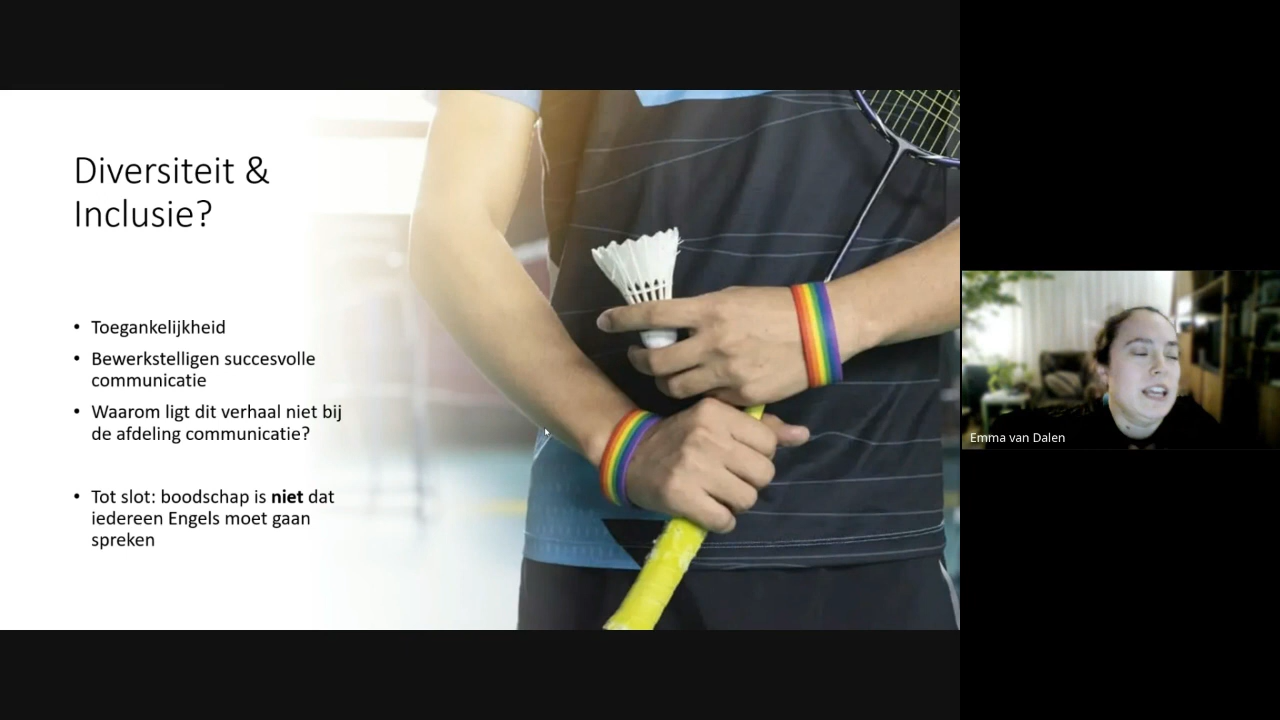 Diversiteit &
Inclusie?
• Toegankelijkheid
• Bewerkstelligen succesvolle
communicatie
• Waarom ligt dit verhaal niet bij
de afdeling communicatie?
• Tot slot: boodschap is niet dat
iedereen Engels moet gaan
spreken
Emma van Dalen